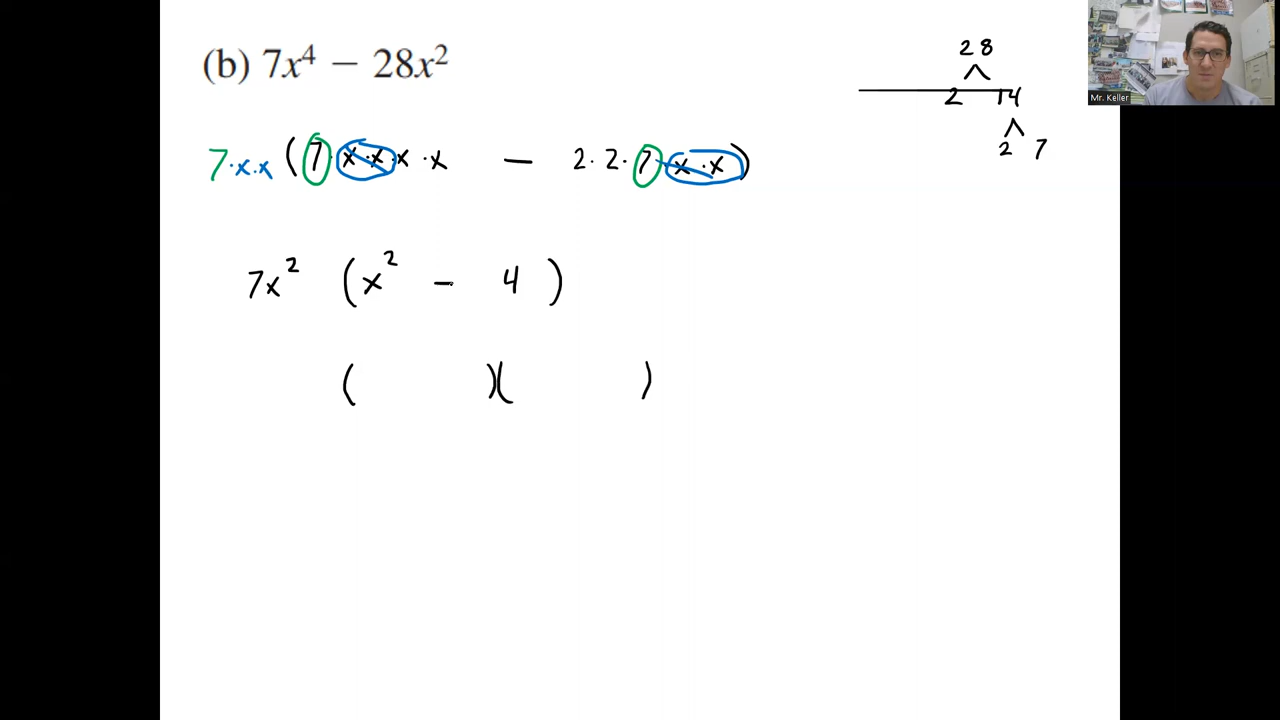 (b) 7x⁴ − 28x²
28
2 14
2 7
Mr. Keller
7·x·x (7·x·x·x·x − 2·2·7·x·x)
7x² (x² − 4)
( )( )